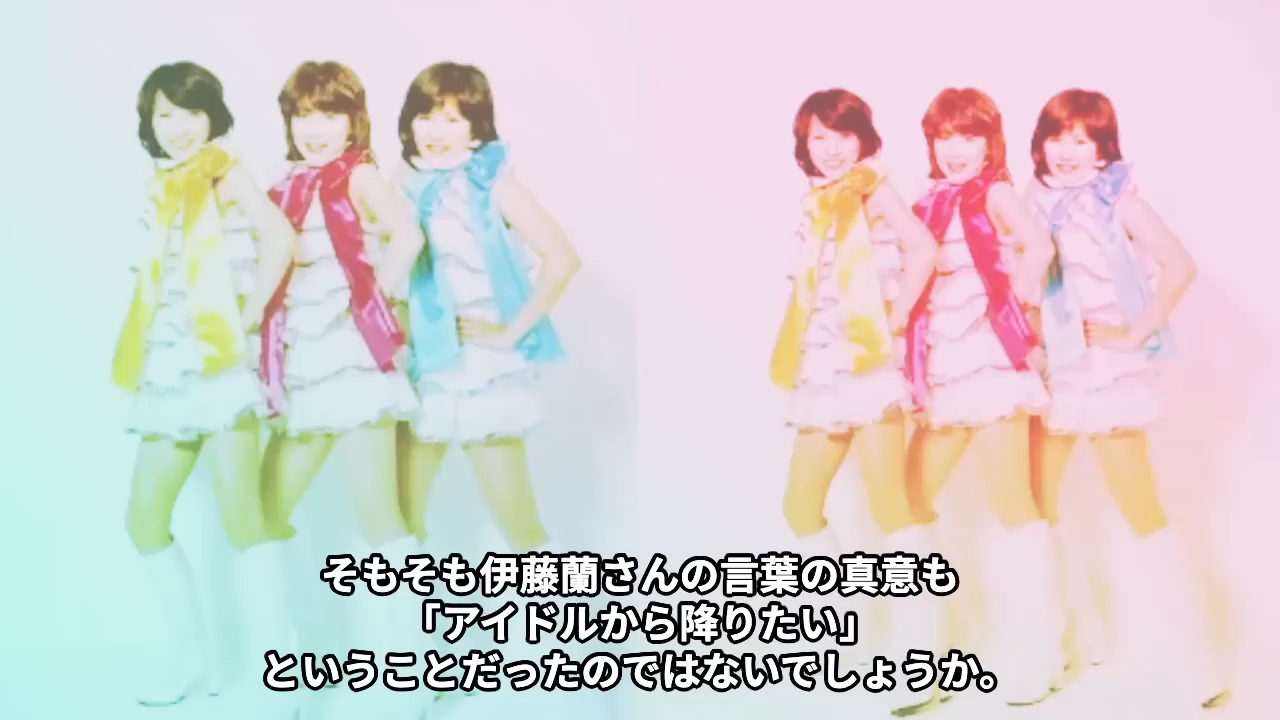 そもそも伊藤蘭さんの言葉の真意も
「アイドルから降りたい」
ということだったのではないでしょうか。